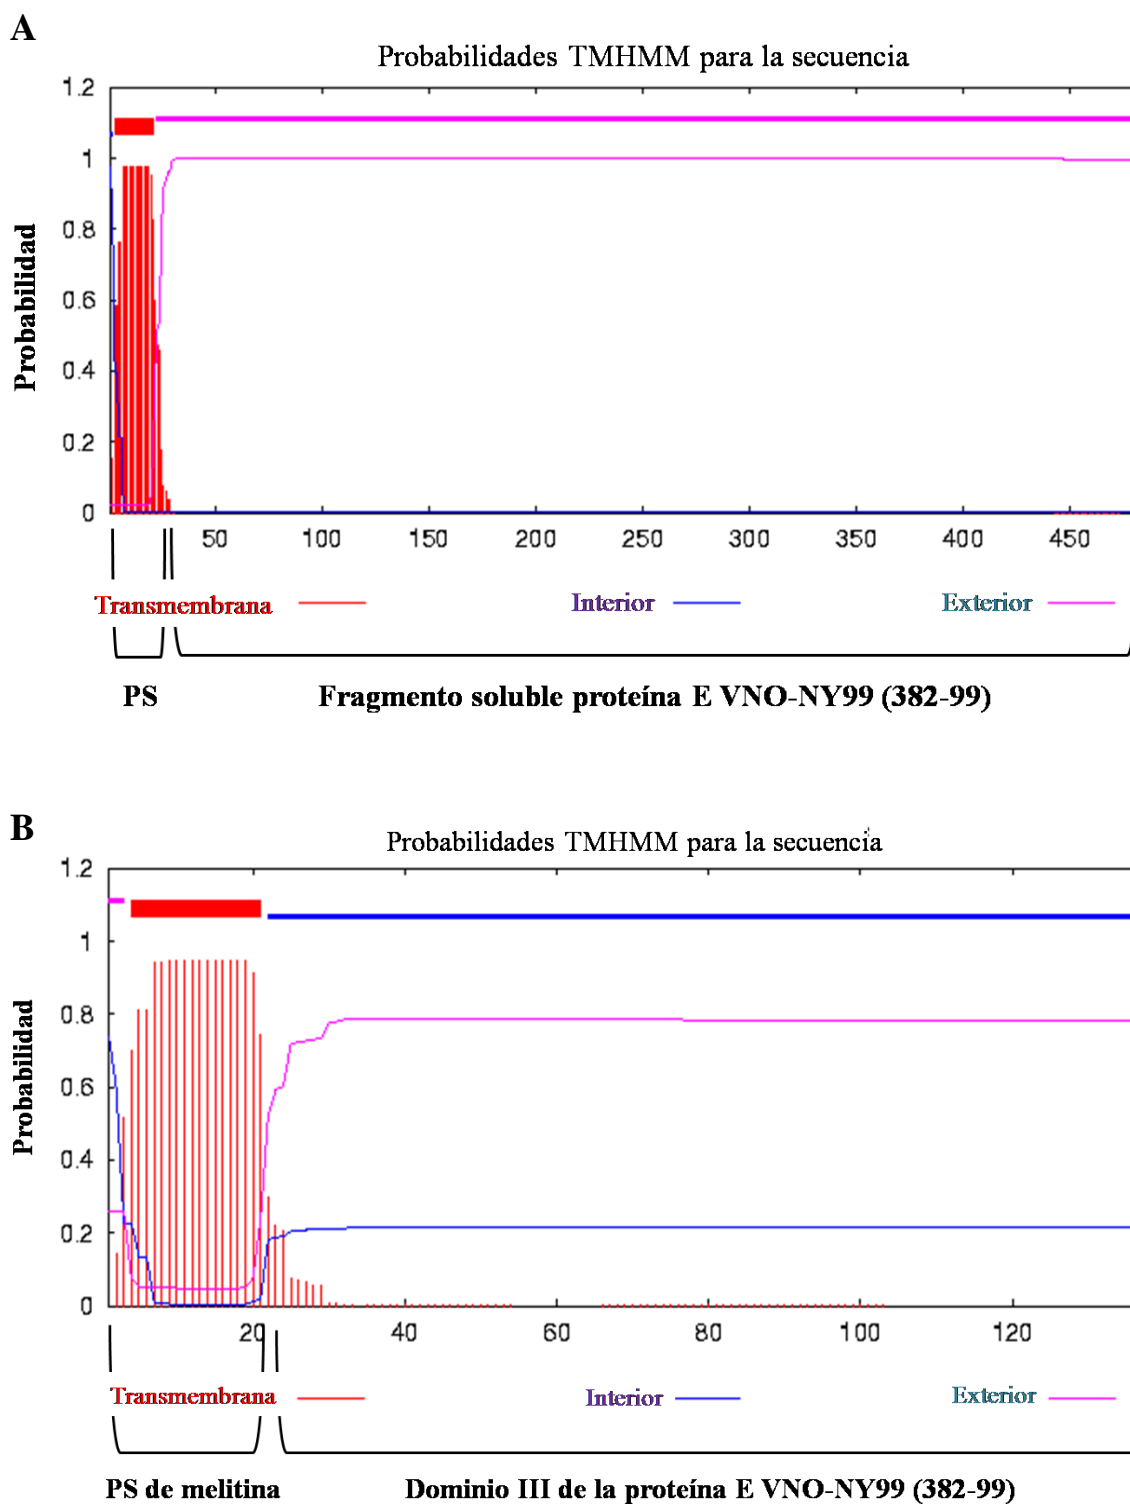 A
Probabilidades TMHMM para la secuencia
Probabilidad
1.2
1
0.8
0.6
0.4
0.2
0
50 100 150 200 250 300 350 400 450
Transmembrana Interior Exterior
PS Fragmento soluble proteína E VNO-NY99 (382-99)
B
Probabilidades TMHMM para la secuencia
Probabilidad
1.2
1
0.8
0.6
0.4
0.2
0
20 40 60 80 100 120
Transmembrana Interior Exterior
PS de melitina Dominio III de la proteína E VNO-NY99 (382-99)